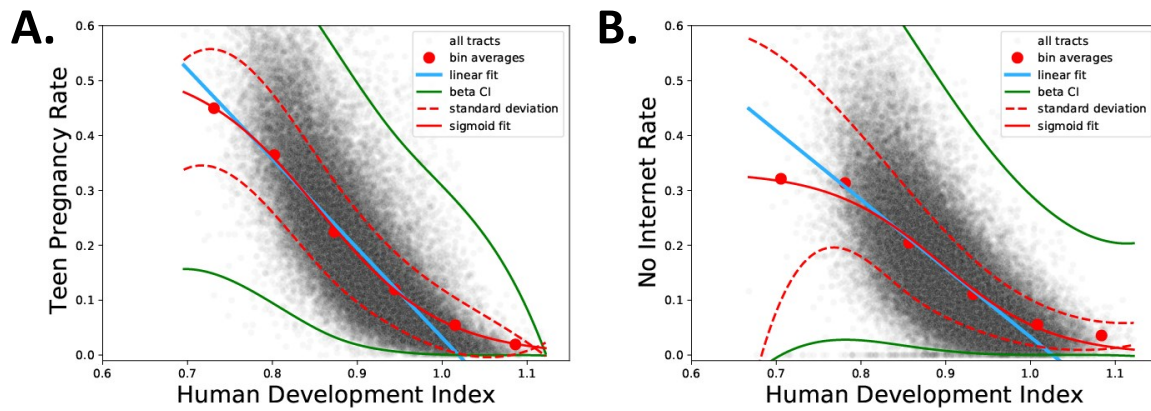 A.
0.6
0.5
0.4
0.3
0.2
0.1
0.0
0.6
0.7
0.8
0.9
1.0
1.1
Teen Pregnancy Rate
Human Development Index
all tracts
bin averages
linear fit
beta CI
standard deviation
sigmoid fit
B.
0.6
0.5
0.4
0.3
0.2
0.1
0.0
0.6
0.7
0.8
0.9
1.0
1.1
No Internet Rate
Human Development Index
all tracts
bin averages
linear fit
beta CI
standard deviation
sigmoid fit